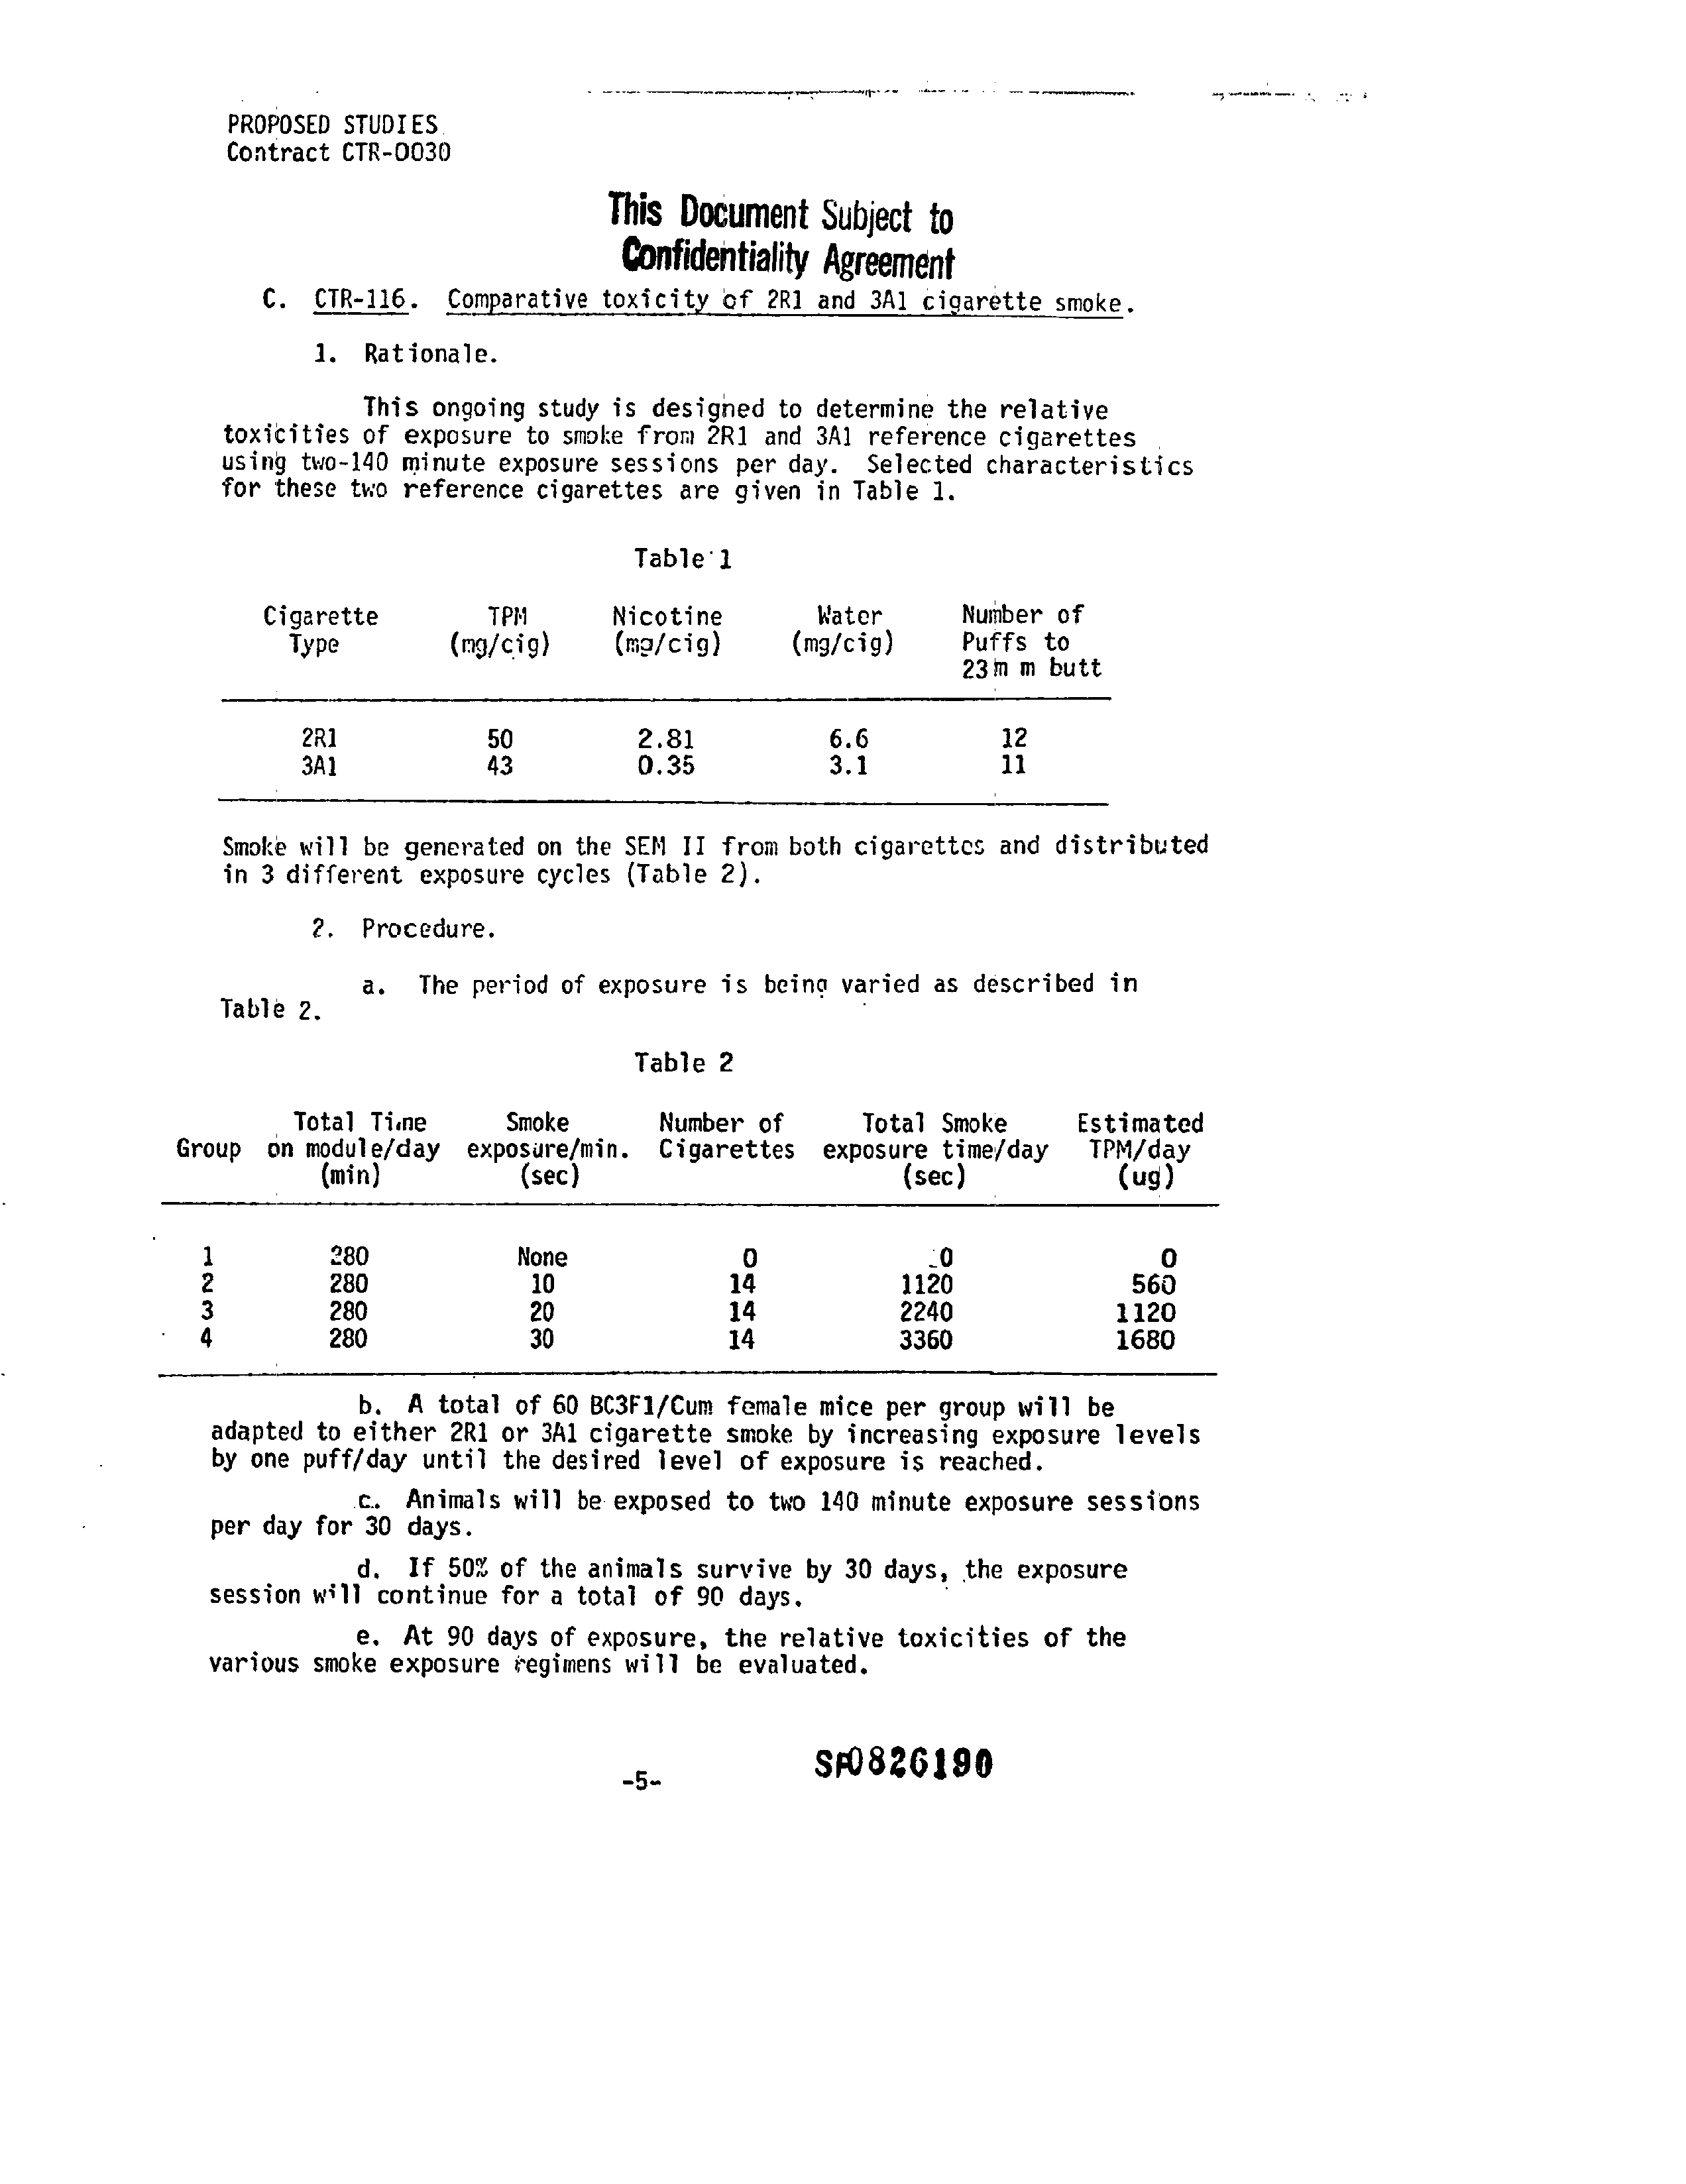 PROPOSED STUDIES
Contract CTR-0030
This Document Subject to
Confidentiality Agreement
C. CTR-116. Comparative toxicity of 2R1 and 3A1 cigarette smoke.
1. Rationale.
This ongoing study is designed to determine the relative
toxicities of exposure to smoke from 2R1 and 3A1 reference cigarettes
using two-140 minute exposure sessions per day. Selected characteristics
for these two reference cigarettes are given in Table 1.
Table 1
Cigarette TPM Nicotine Water Number of
Type (mg/cig) (mg/cig) (mg/cig) Puffs to
23m m butt
2R1 50 2.81 6.6 12
3A1 43 0.35 3.1 11
Smoke will be generated on the SEM II from both cigarettes and distributed
in 3 different exposure cycles (Table 2).
2. Procedure.
a. The period of exposure is being varied as described in
Table 2.
Table 2
Total Time Smoke Number of Total Smoke Estimated
Group on module/day exposure/min. Cigarettes exposure time/day TPM/day
(min) (sec) (sec) (ug)
1 280 None 0 0 0
2 280 10 14 1120 560
3 280 20 14 2240 1120
4 280 30 14 3360 1680
b. A total of 60 BC3F1/Cum female mice per group will be
adapted to either 2R1 or 3A1 cigarette smoke by increasing exposure levels
by one puff/day until the desired level of exposure is reached.
c. Animals will be exposed to two 140 minute exposure sessions
per day for 30 days.
d. If 50% of the animals survive by 30 days, the exposure
session will continue for a total of 90 days.
e. At 90 days of exposure, the relative toxicities of the
various smoke exposure regimens will be evaluated.
SF0826190
-5-